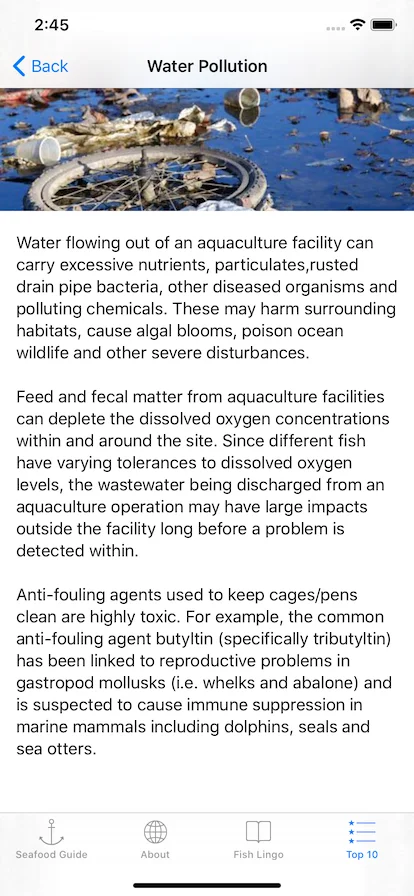 2:45
Back
Water Pollution
Water flowing out of an aquaculture facility can
carry excessive nutrients, particulates,rusted
drain pipe bacteria, other diseased organisms and
polluting chemicals. These may harm surrounding
habitats, cause algal blooms, poison ocean
wildlife and other severe disturbances.
Feed and fecal matter from aquaculture facilities
can deplete the dissolved oxygen concentrations
within and around the site. Since different fish
have varying tolerances to dissolved oxygen
levels, the wastewater being discharged from an
aquaculture operation may have large impacts
outside the facility long before a problem is
detected within.
Anti-fouling agents used to keep cages/pens
clean are highly toxic. For example, the common
anti-fouling agent butyltin (specifically tributyltin)
has been linked to reproductive problems in
gastropod mollusks (i.e. whelks and abalone) and
is suspected to cause immune suppression in
marine mammals including dolphins, seals and
sea otters.
Seafood Guide
About
Fish Lingo
Top 10